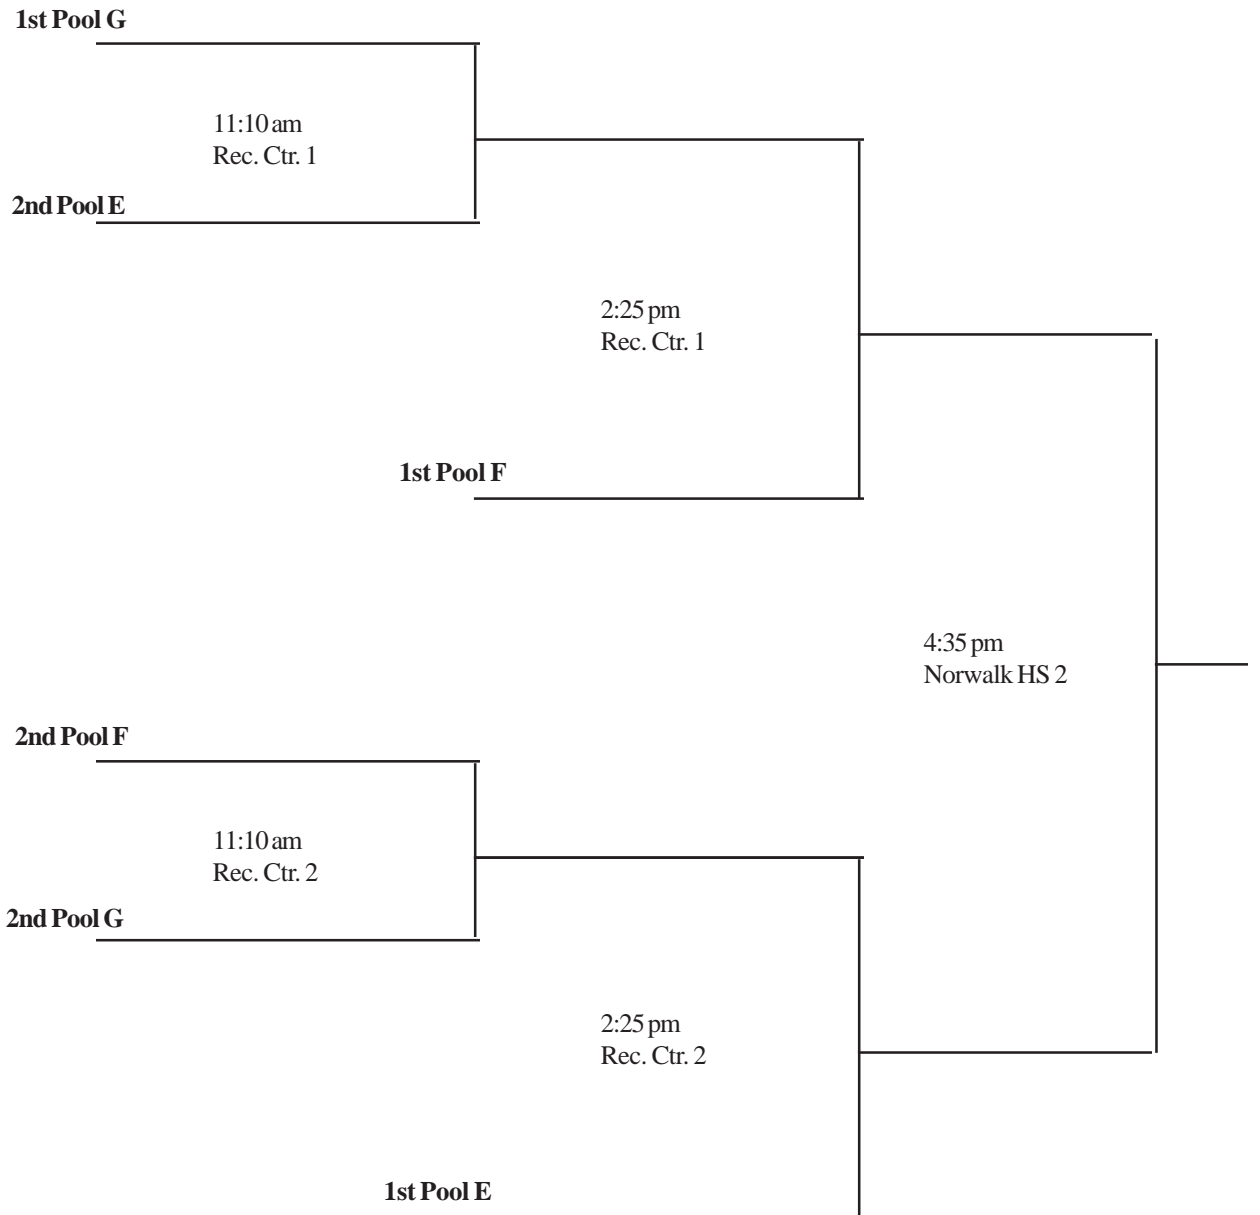 1st Pool G
11:10 am
Rec. Ctr. 1
2nd Pool E
2:25 pm
Rec. Ctr. 1
1st Pool F
4:35 pm
Norwalk HS 2
2nd Pool F
11:10 am
Rec. Ctr. 2
2nd Pool G
2:25 pm
Rec. Ctr. 2
1st Pool E